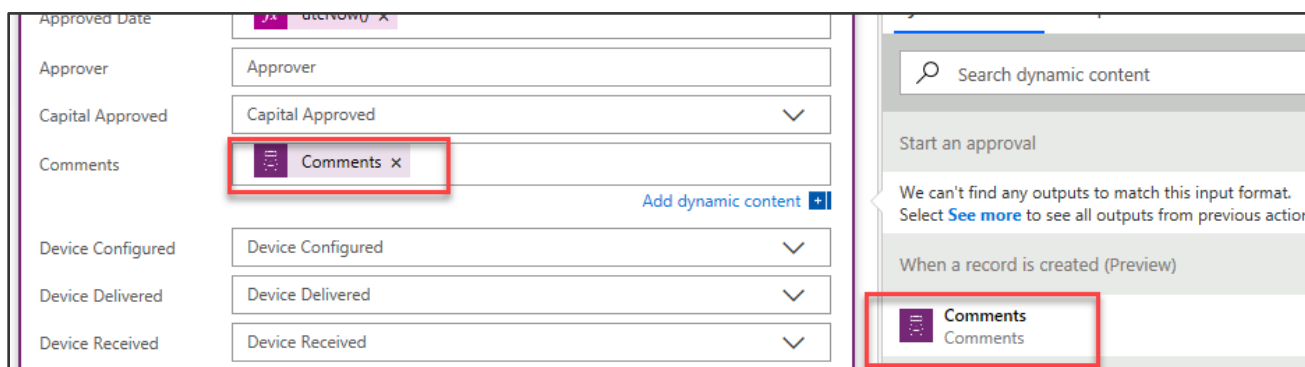 Approved Date
utcNow() ×
Approver
Approver
Capital Approved
Capital Approved
Comments
Comments ×
Add dynamic content
Device Configured
Device Configured
Device Delivered
Device Delivered
Device Received
Device Received
Search dynamic content
Start an approval
We can't find any outputs to match this input format.
Select See more to see all outputs from previous action
When a record is created (Preview)
Comments
Comments